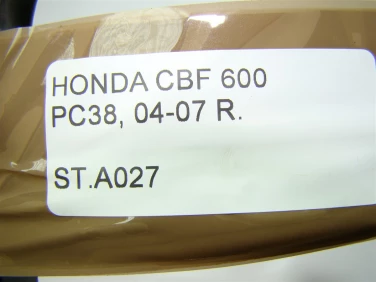 HONDA CBF 600
PC38, 04-07 R.
ST.A027